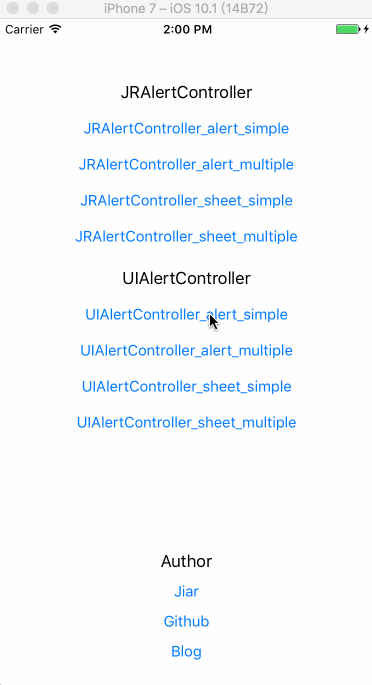 iPhone 7 – iOS 10.1 (14B72)
Carrier 2:00 PM
JRAlertController
JRAlertController_alert_simple
JRAlertController_alert_multiple
JRAlertController_sheet_simple
JRAlertController_sheet_multiple
UIAlertController
UIAlertController_alert_simple
UIAlertController_alert_multiple
UIAlertController_sheet_simple
UIAlertController_sheet_multiple
Author
Jiar
Github
Blog